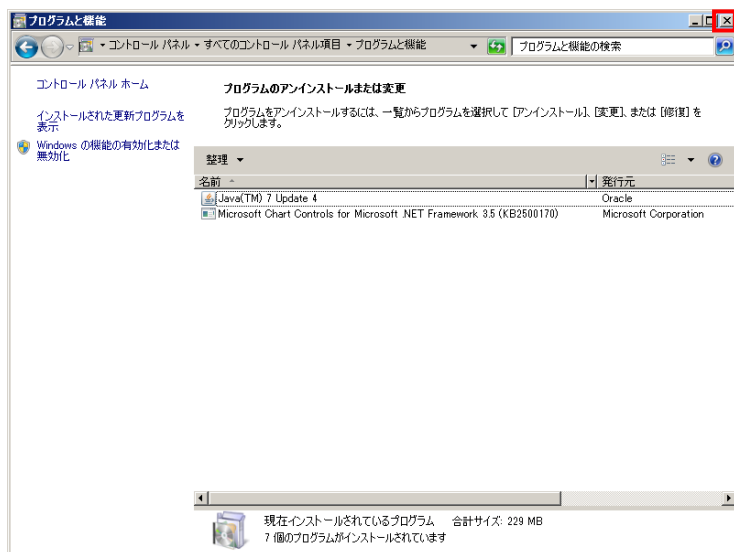 プログラムと機能
コントロール パネル ▾ すべてのコントロール パネル項目 ▾ プログラムと機能
プログラムと機能の検索
コントロール パネル ホーム
インストールされた更新プログラムを
表示
Windows の機能の有効化または
無効化
プログラムのアンインストールまたは変更
プログラムをアンインストールするには、一覧からプログラムを選択して [アンインストール]、[変更]、または [修復] を
クリックします。
整理 ▾
名前 発行元
Java(TM) 7 Update 4 Oracle
Microsoft Chart Controls for Microsoft .NET Framework 3.5 (KB2500170) Microsoft Corporation
現在インストールされているプログラム 合計サイズ: 229 MB
7 個のプログラムがインストールされています